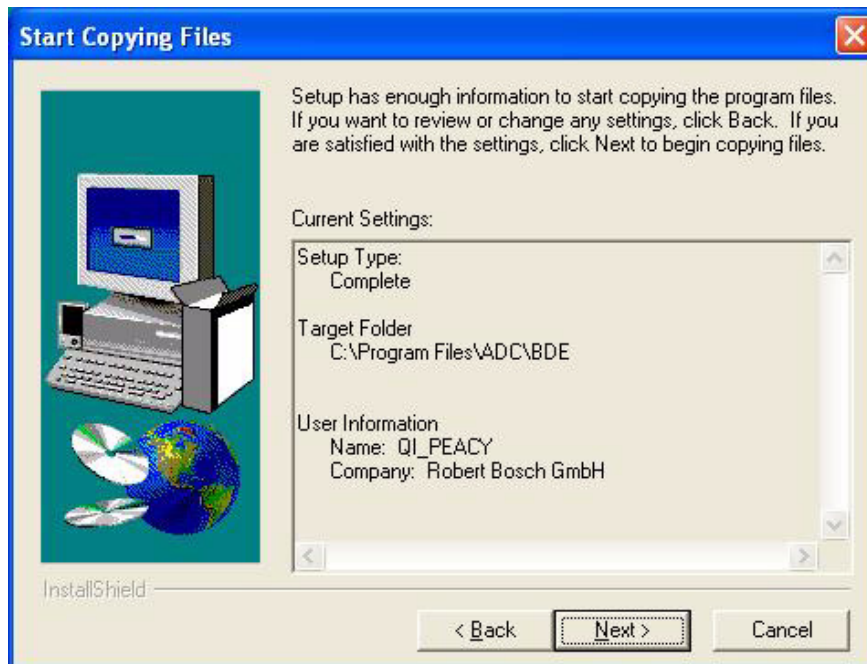 Start Copying Files
Setup has enough information to start copying the program files.
If you want to review or change any settings, click Back. If you
are satisfied with the settings, click Next to begin copying files.
Current Settings:
Setup Type:
Complete
Target Folder
C:\Program Files\ADC\BDE
User Information
Name: QI_PEACY
Company: Robert Bosch GmbH
InstallShield
< Back
Next >
Cancel